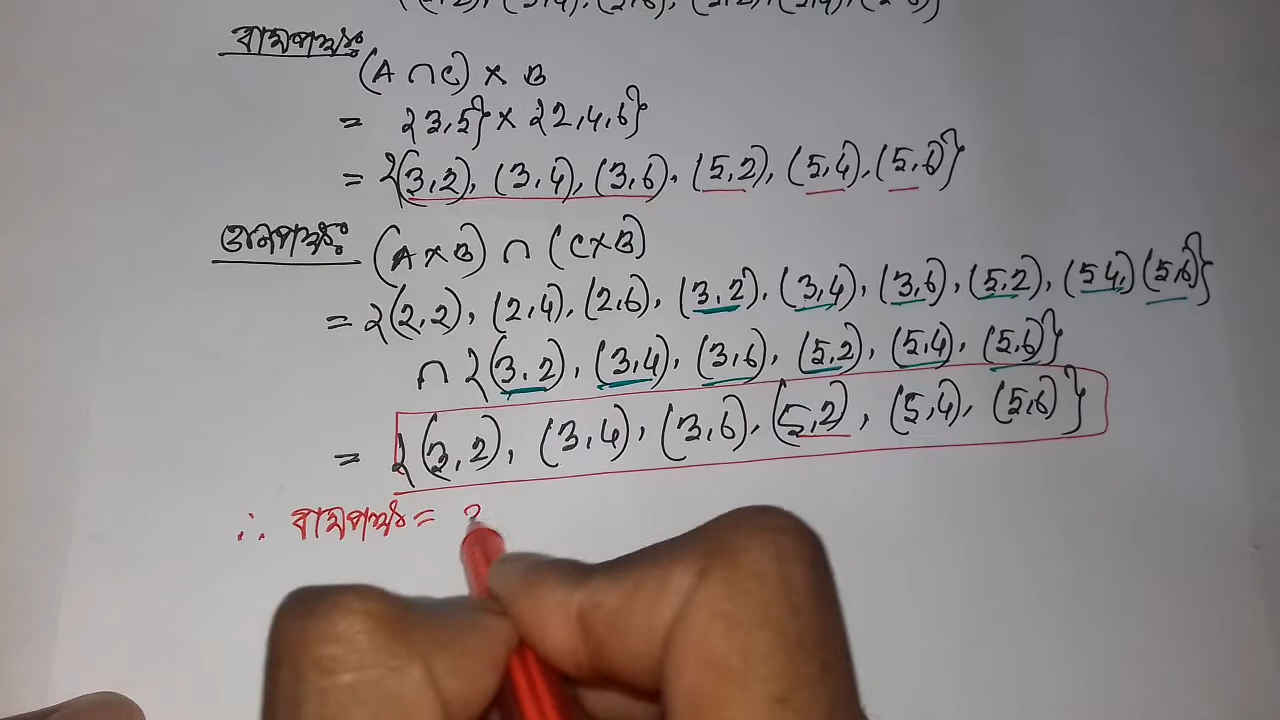 বামপক্ষঃ
(A ∩ C) × B
= {3,5} × {2,4,6}
= {(3,2), (3,4), (3,6), (5,2), (5,4), (5,6)}
ডানপক্ষঃ (A×B) ∩ (C×B)
= {(2,2), (2,4), (2,6), (3,2), (3,4), (3,6), (5,2), (5 4,) (5,6)}
∩ {(3,2), (3,4), (3,6), (5,2), (5,4), (5,6)}
= {(3,2), (3,4), (3,6), (5,2), (5,4), (5,6)}
∴ বামপক্ষ =